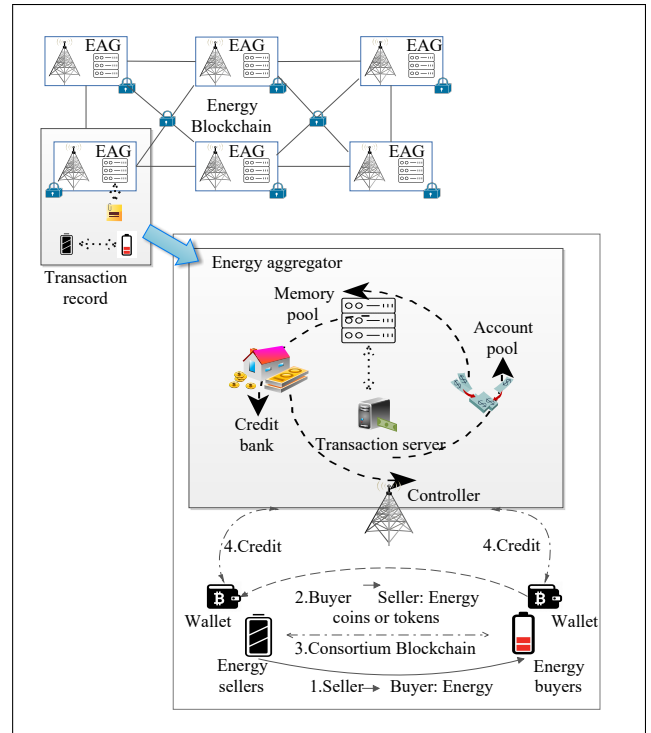 EAG
EAG
EAG
Energy
Blockchain
EAG
EAG
EAG
Transaction
record
Energy aggregator
Memory
pool
Account
pool
Credit
bank
Transaction server
Controller
4.Credit
4.Credit
2.Buyer Seller: Energy
coins or tokens
Wallet
Wallet
3.Consortium Blockchain
Energy
sellers
Energy
buyers
1.Seller Buyer: Energy